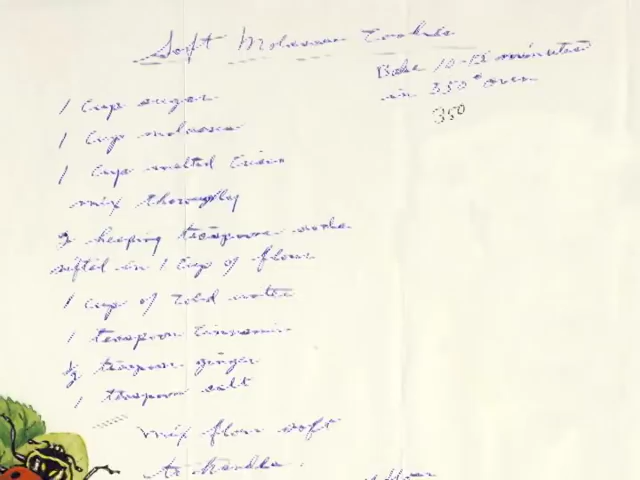 Soft Molasses Cookies
Bake 10-12 minutes
in 350° oven
350
1 cup sugar
1 cup molasses
1 cup melted Crisco
mix thoroughly
2 heaping teaspoons soda
sifted in 1 cup of flour
1 cup of cold water
1 teaspoon cinnamon
1/2 teaspoon ginger
1 teaspoon salt
mix flour soft
to handle.